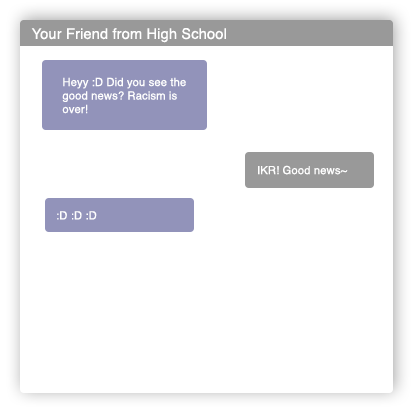 Your Friend from High School
Heyy :D Did you see the
good news? Racism is
over!
IKR! Good news~
:D :D :D